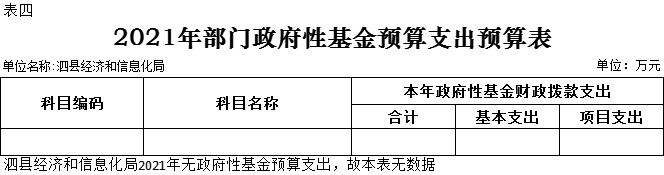 表四
2021年部门政府性基金预算支出预算表
单位名称:泗县经济和信息化局 单位：万元
科目编码 科目名称 本年政府性基金财政拨款支出
合计 基本支出 项目支出
泗县经济和信息化局2021年无政府性基金预算支出，故本表无数据